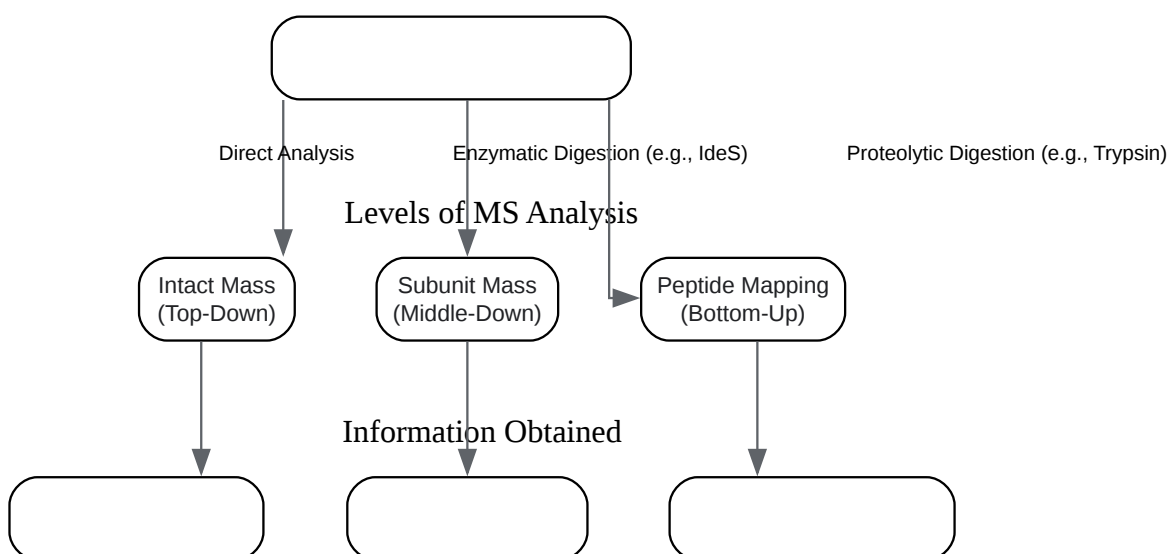 Direct Analysis
Enzymatic Digestion (e.g., IdeS)
Proteolytic Digestion (e.g., Trypsin)
Levels of MS Analysis
Intact Mass
(Top-Down)
Subunit Mass
(Middle-Down)
Peptide Mapping
(Bottom-Up)
Information Obtained